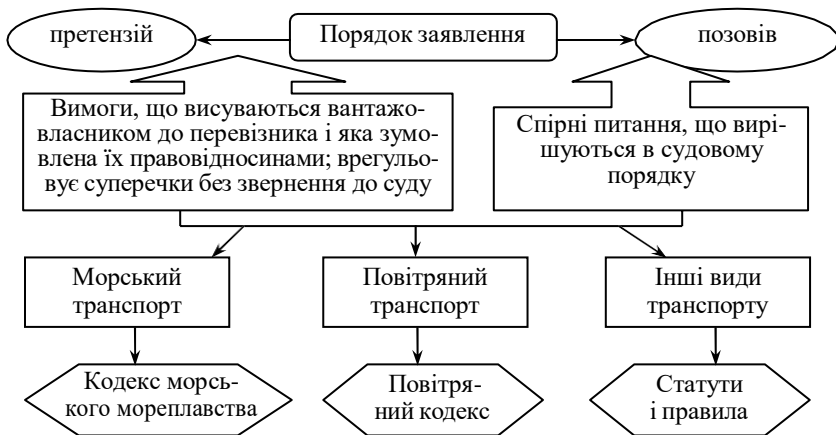 претензій
Порядок заявлення
позовів
Вимоги, що висуваються вантажо-
власником до перевізника і яка зумо-
влена їх правовідносинами; врегульо-
вує суперечки без звернення до суду
Спірні питання, що вирі-
шуються в судовому
порядку
Морський
транспорт
Повітряний
транспорт
Інші види
транспорту
Кодекс морсь-
кого мореплавства
Повітря-
ний кодекс
Статути
і правила